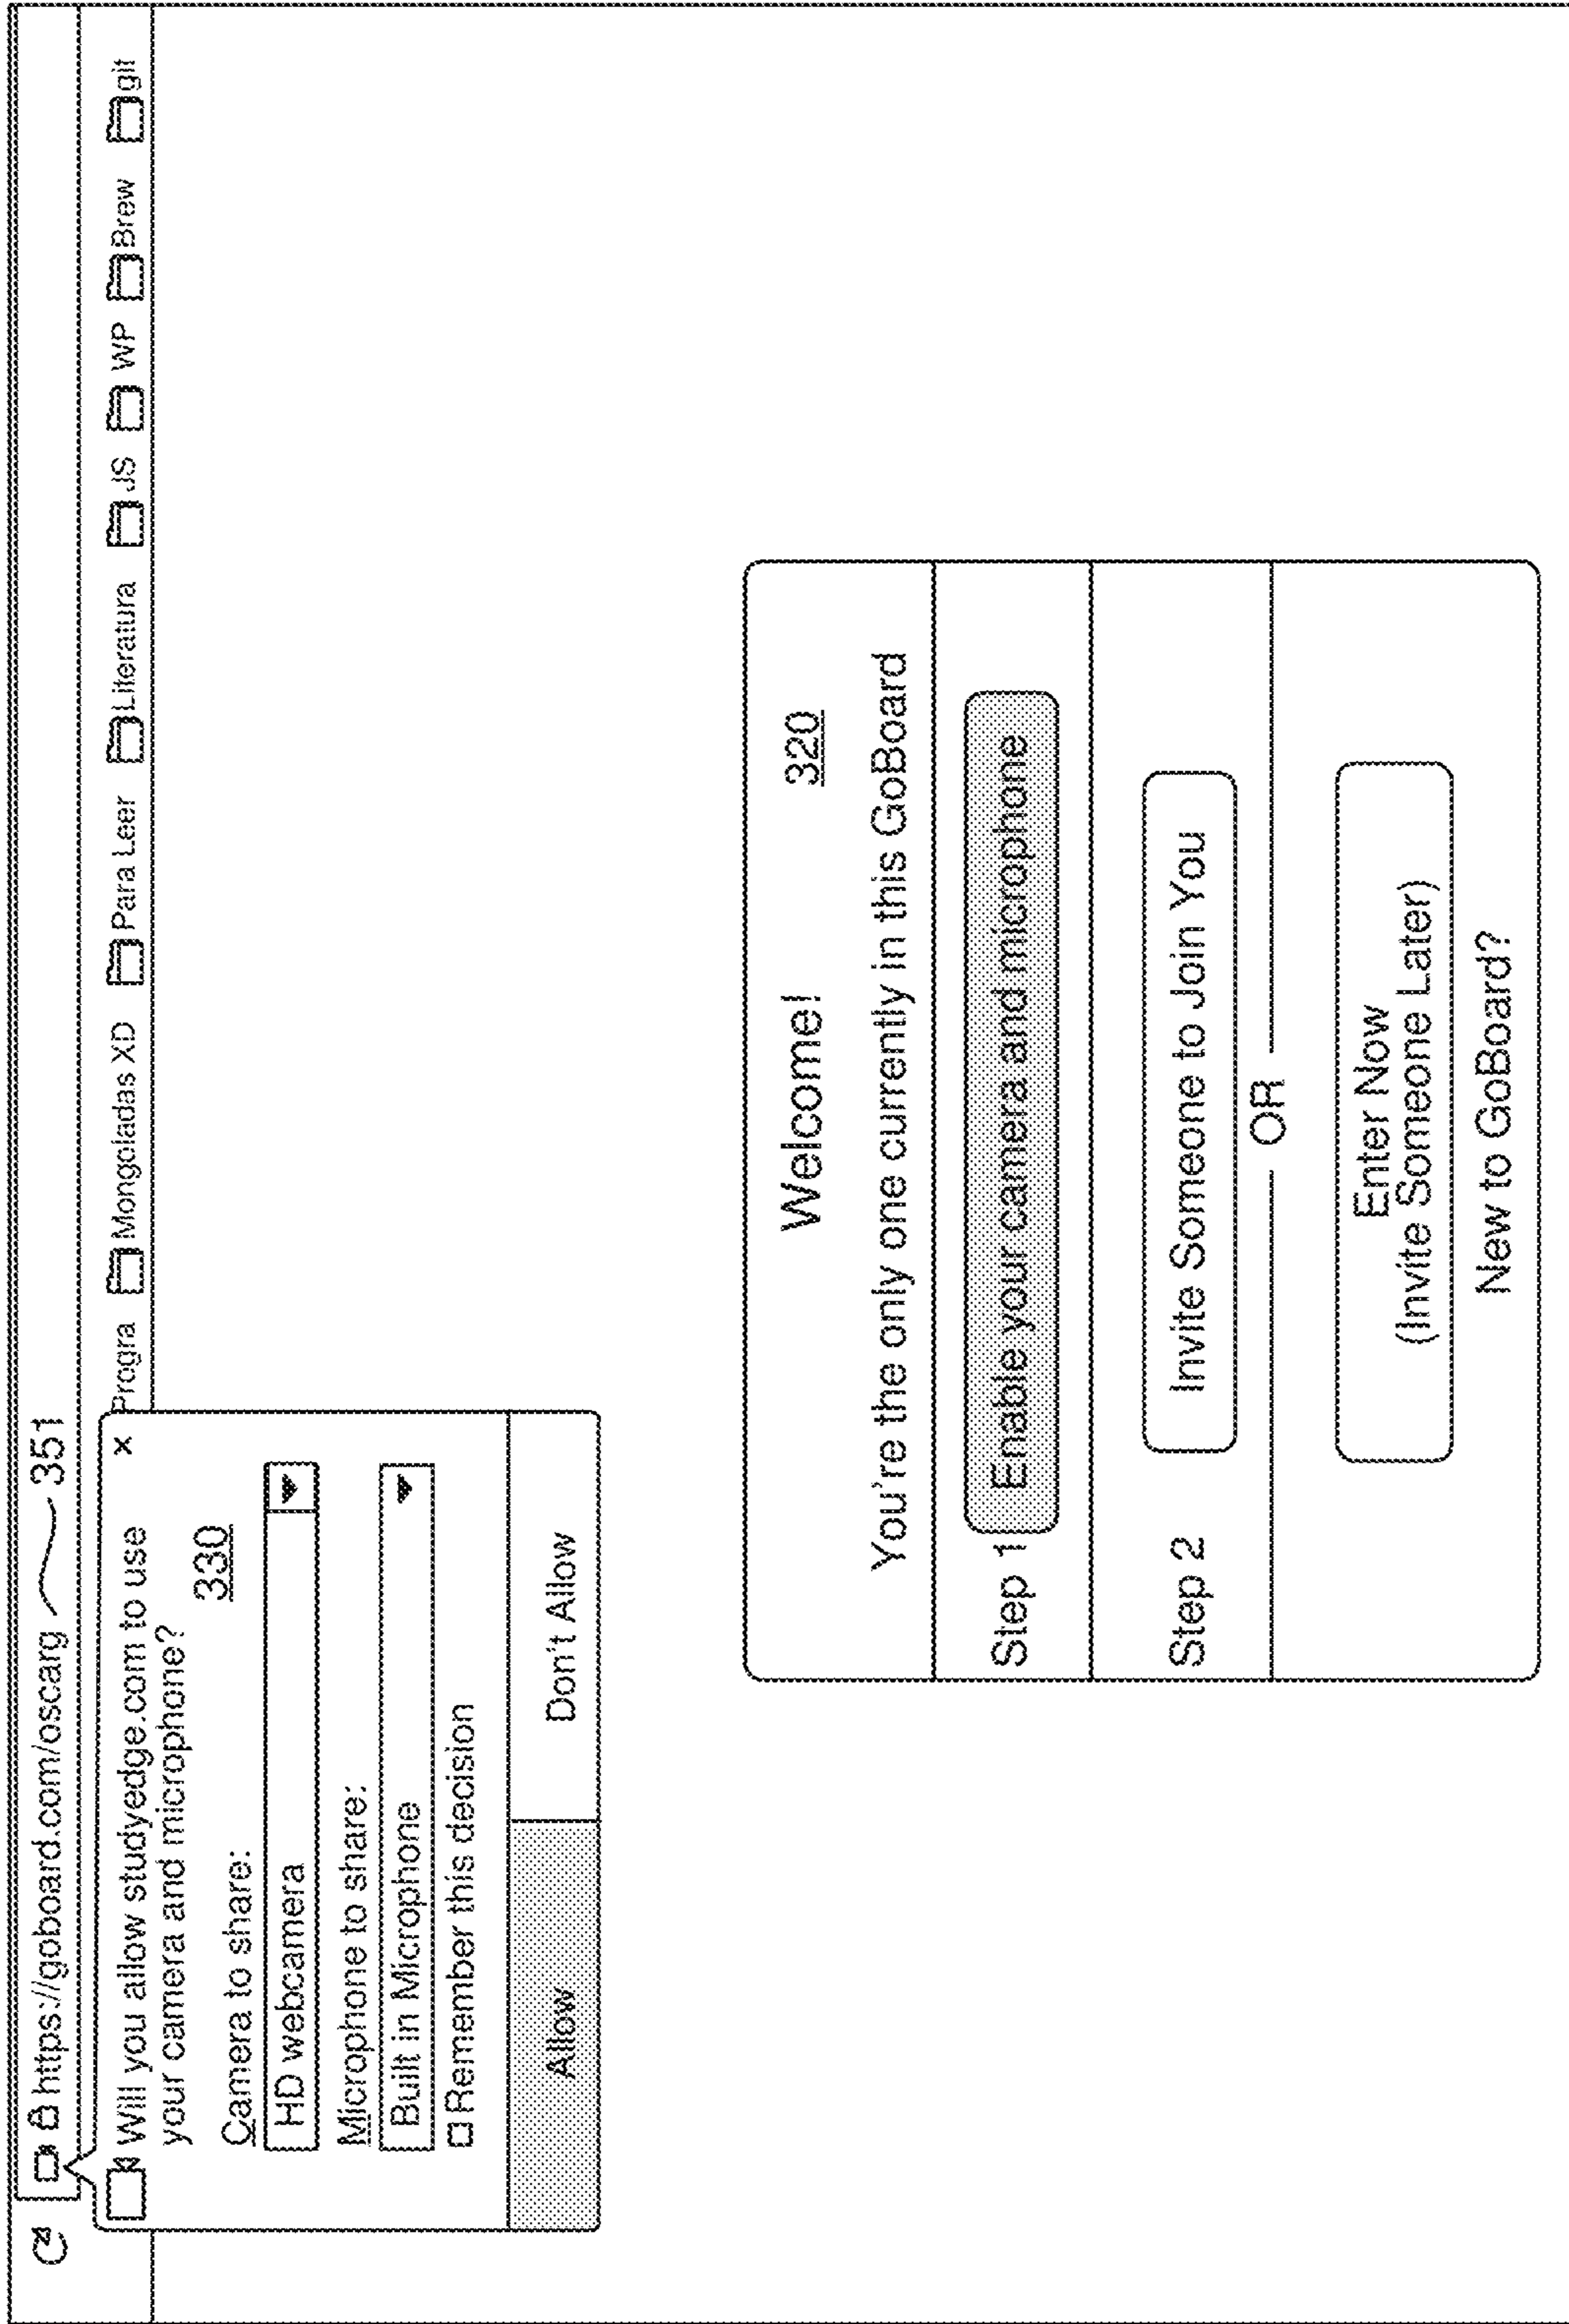 https://goboard.com/oscarg 351
Progra Mongoladas XD Para Leer Literatura JS WP Brew git
Will you allow studyedge.com to use
your camera and microphone?
330
Camera to share:
HD webcamera
Microphone to share:
Built in Microphone
Remember this decision
Allow Don't Allow
Welcome! 320
You're the only one currently in this GoBoard
Step 1 Enable your camera and microphone
Step 2 Invite Someone to Join You
OR
Enter Now
(Invite Someone Later)
New to GoBoard?